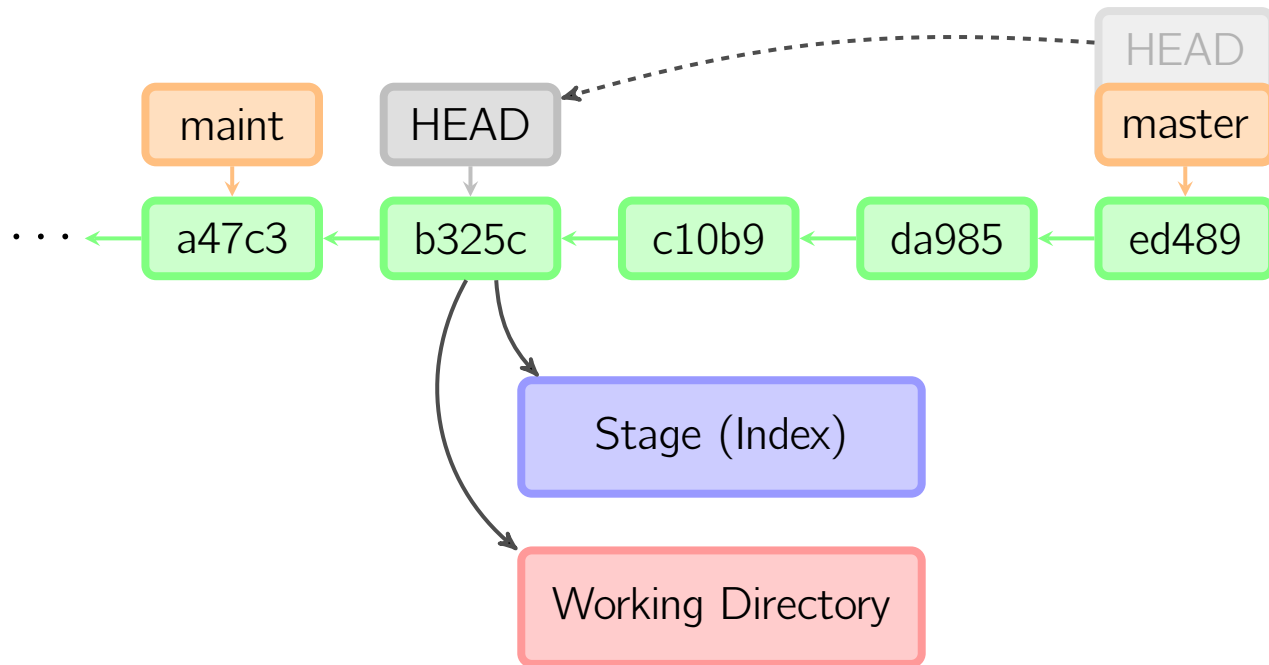 HEAD
maint
HEAD
master
...
a47c3
b325c
c10b9
da985
ed489
Stage (Index)
Working Directory